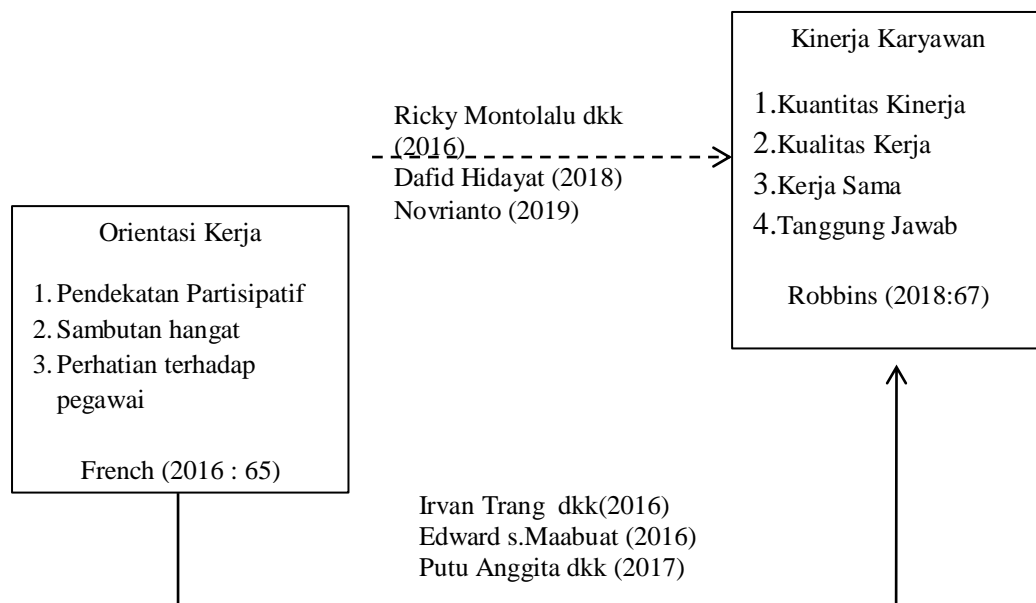 Kinerja Karyawan
1.Kuantitas Kinerja
2.Kualitas Kerja
3.Kerja Sama
4.Tanggung Jawab
Robbins (2018:67)
Ricky Montolalu dkk
(2016)
Dafid Hidayat (2018)
Novrianto (2019)
Orientasi Kerja
1. Pendekatan Partisipatif
2. Sambutan hangat
3. Perhatian terhadap
pegawai
French (2016 : 65)
Irvan Trang dkk(2016)
Edward s.Maabuat (2016)
Putu Anggita dkk (2017)